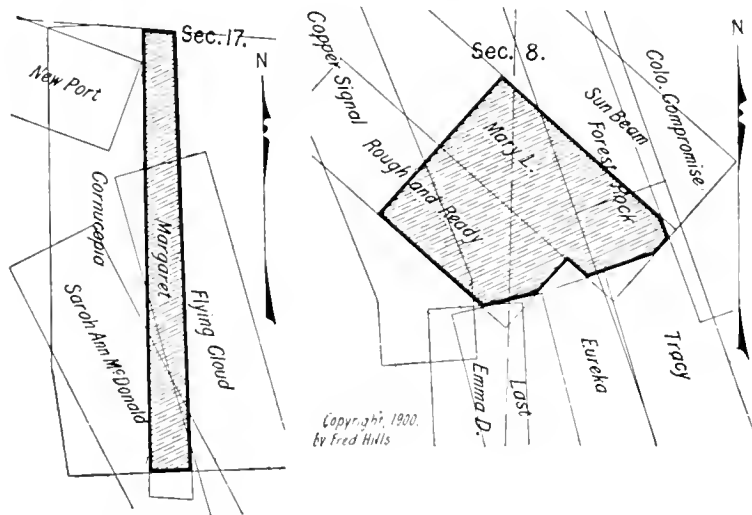 Sec. 17.
N
New Port
Cornucopia
Margaret
Sarah Ann McDonald
Flying Cloud
Copper Signal
Sec. 8.
N
Colo. Compromise
Sun Beam
Forest Rock
Mary L.
Rough and Ready
Emma D.
Last
Eureka
Tracy
Copyright, 1900.
by Fred Hills